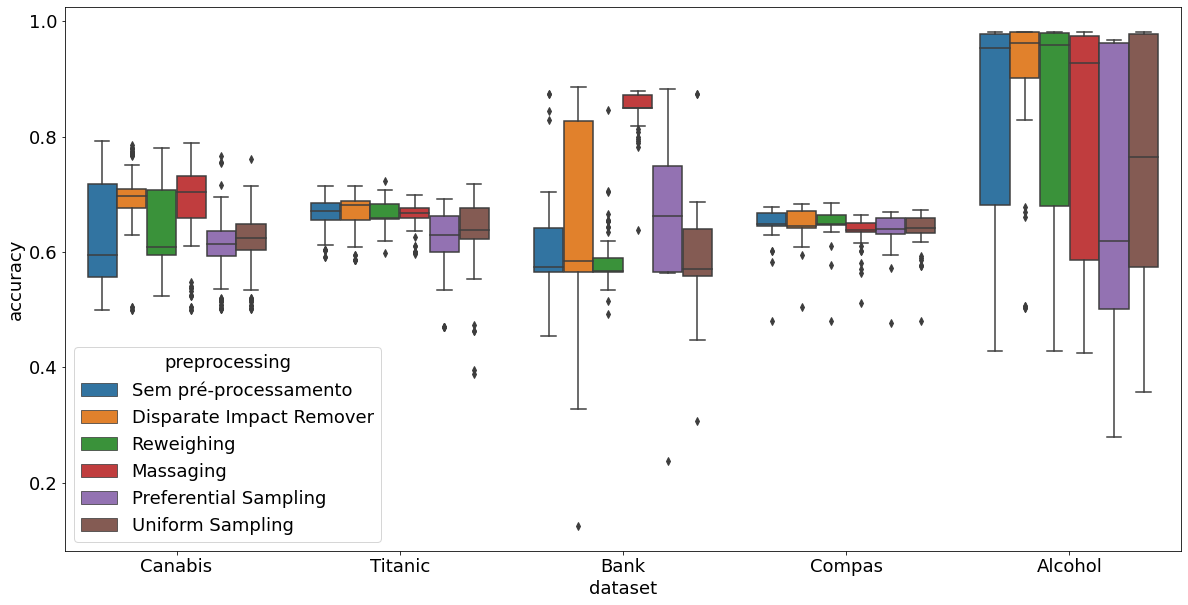 1.0
0.8
0.6
0.4
0.2
accuracy
preprocessing
Sem pré-processamento
Disparate Impact Remover
Reweighing
Massaging
Preferential Sampling
Uniform Sampling
Canabis Titanic Bank Compas Alcohol
dataset